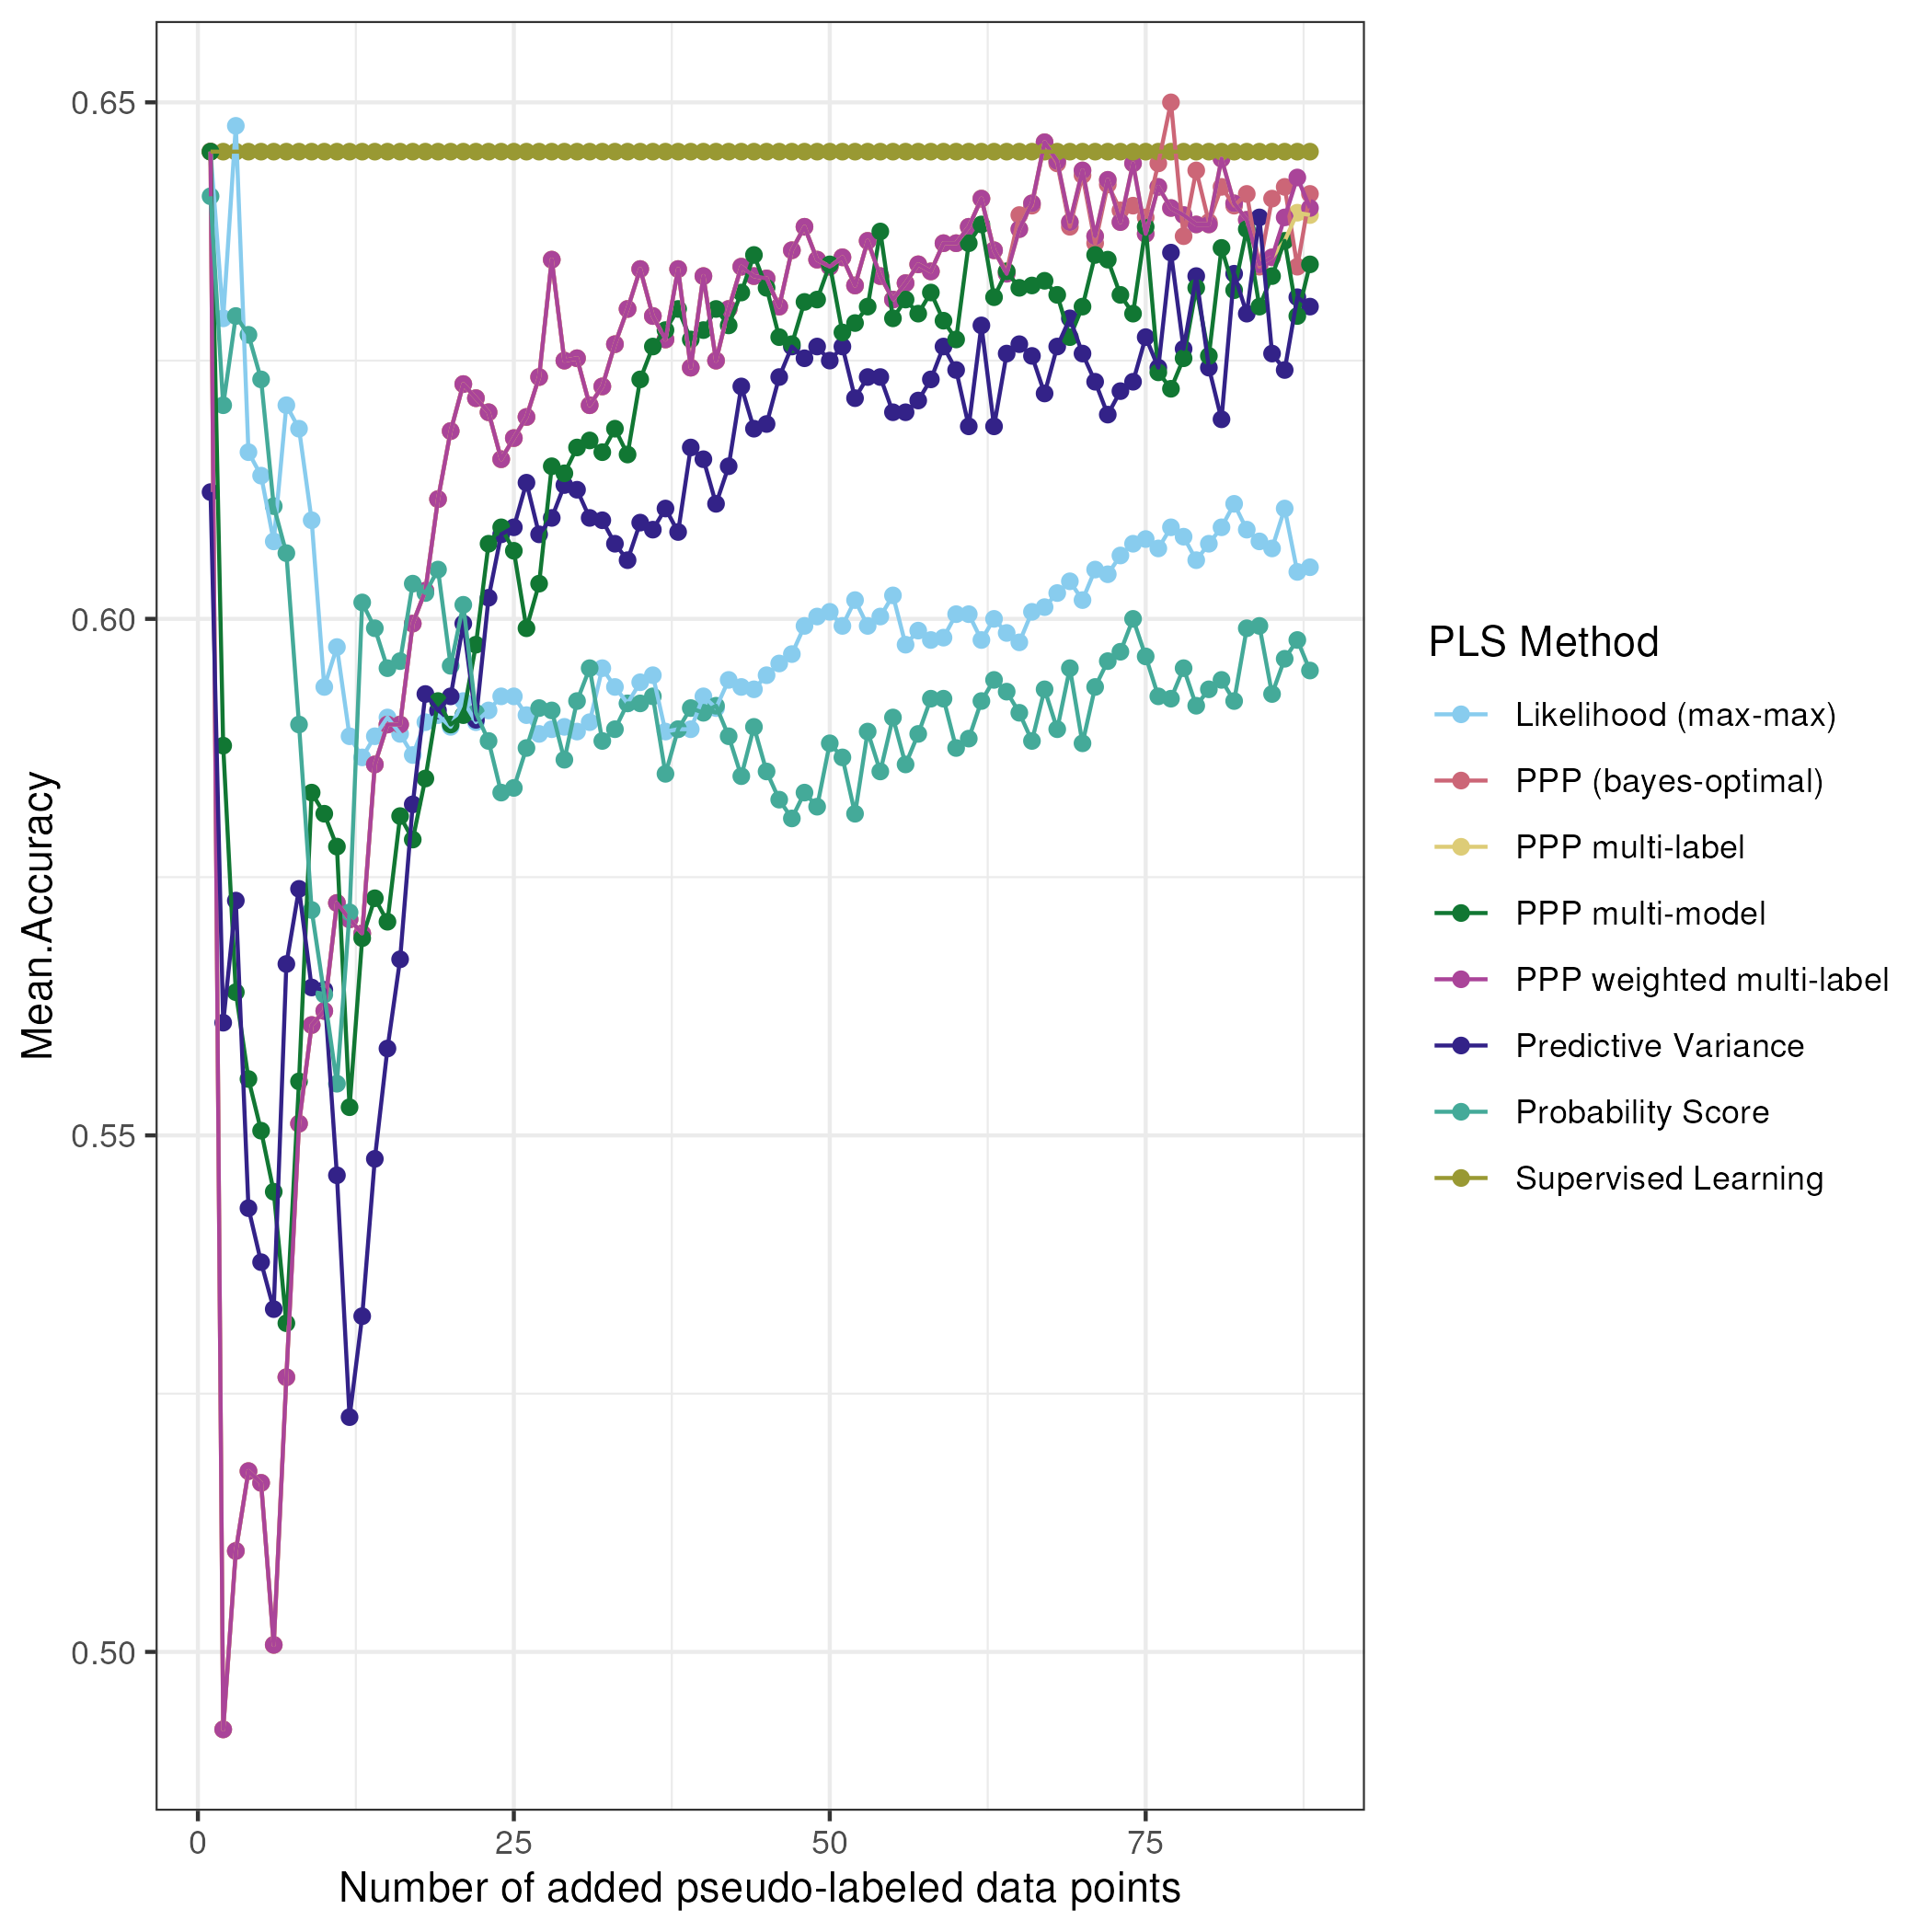 0.65
0.60
0.55
0.50
Mean.Accuracy
0
25
50
75
Number of added pseudo-labeled data points
PLS Method
Likelihood (max-max)
PPP (bayes-optimal)
PPP multi-label
PPP multi-model
PPP weighted multi-label
Predictive Variance
Probability Score
Supervised Learning